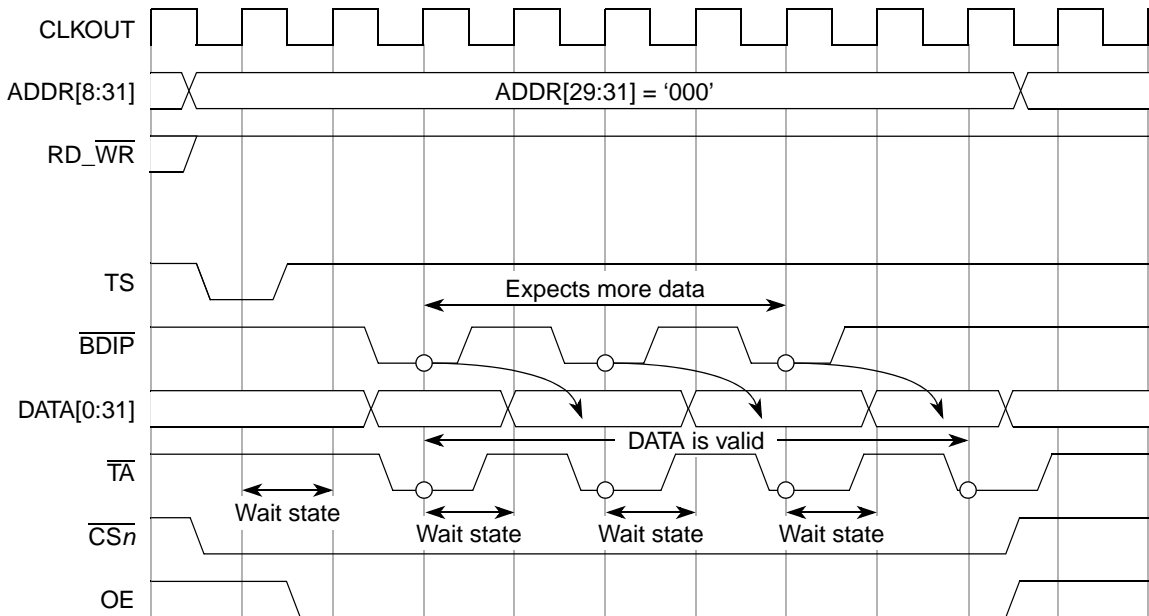 CLKOUT
ADDR[8:31]
ADDR[29:31] = ‘000’
RD_WR
TS
Expects more data
BDIP
DATA[0:31]
DATA is valid
TA
Wait state
Wait state
Wait state
Wait state
CSn
OE